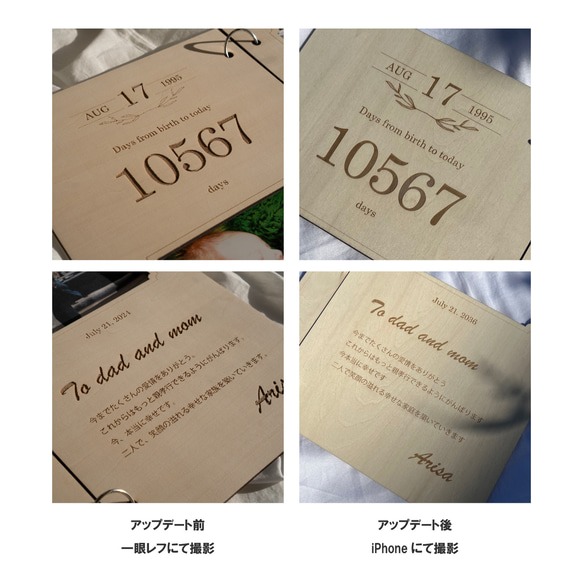 AUG 17 1995
Days from birth to today
10567
days
AUG 17 1995
Days from birth to today
10567
days
July 21, 2024
To dad and mom
今までたくさんの愛情をありがとう。
これからはもっと親孝行できるようにがんばります。
今、本当に幸せです。
二人で、笑顔の溢れる幸せな家族を築いていきます。
Arisa
July 21, 2036
To dad and mom
今までたくさんの愛情をありがとう
これからはもっと親孝行できるようにがんばります
今本当に幸せです
二人で笑顔の溢れる幸せな家庭を築いていきます
Arisa
アップデート前
一眼レフにて撮影
アップデート後
iPhone にて撮影